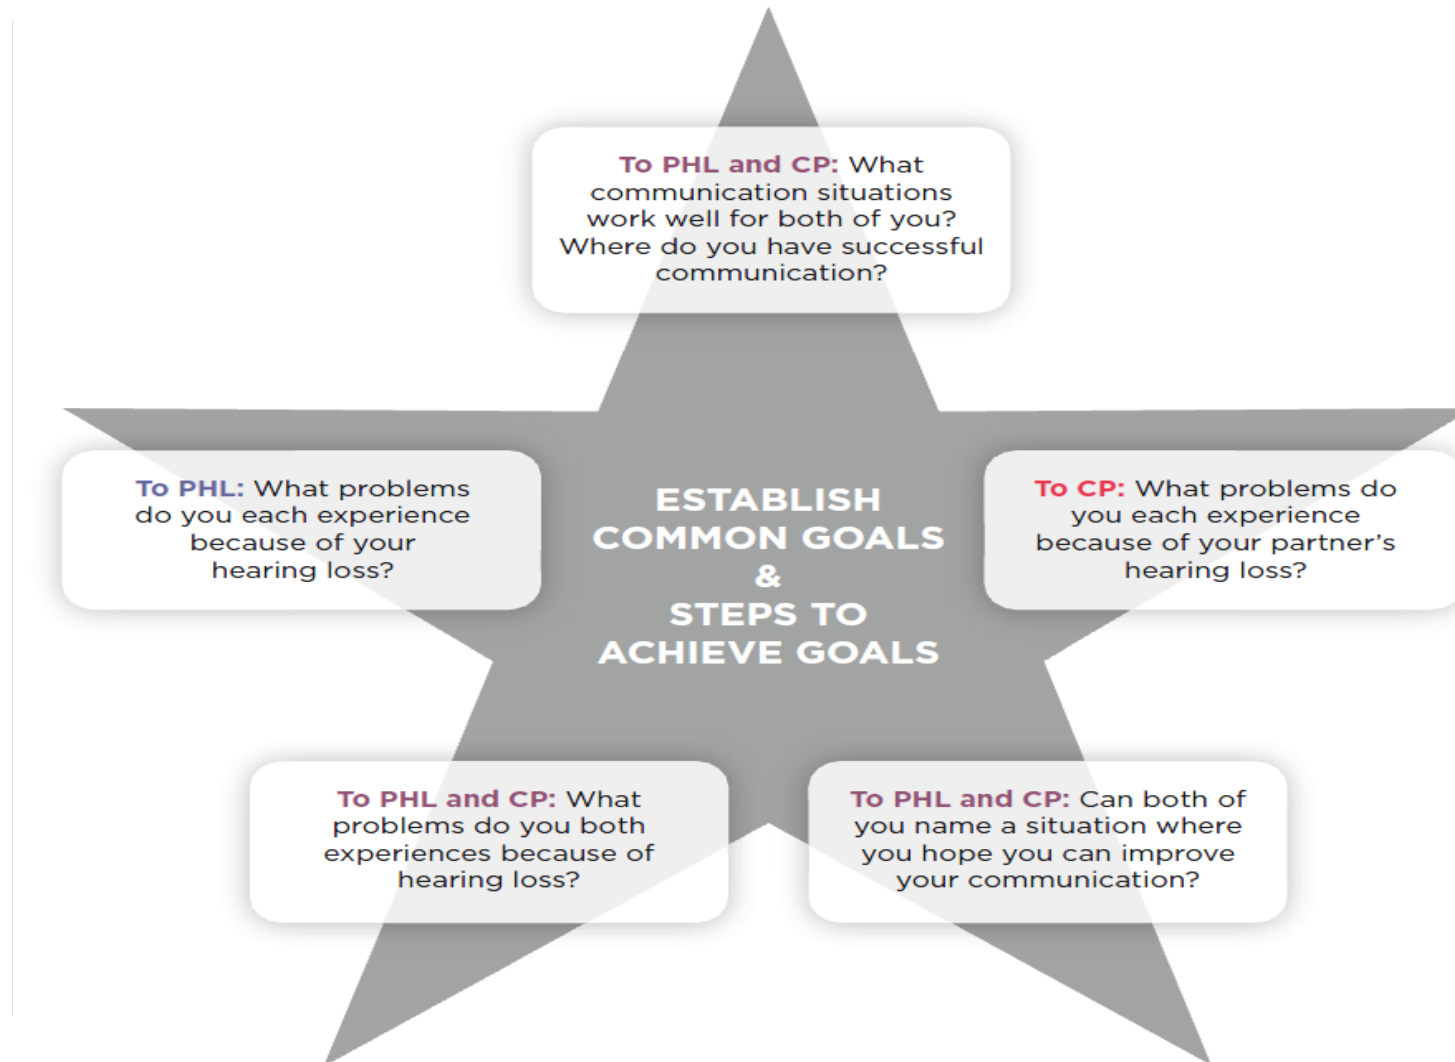 To PHL and CP: What
communication situations
work well for both of you?
Where do you have successful
communication?
To PHL: What problems
do you each experience
because of your
hearing loss?
ESTABLISH
COMMON GOALS
&
STEPS TO
ACHIEVE GOALS
To CP: What problems do
you each experience
because of your partner’s
hearing loss?
To PHL and CP: What
problems do you both
experiences because of
hearing loss?
To PHL and CP: Can both of
you name a situation where
you hope you can improve
your communication?